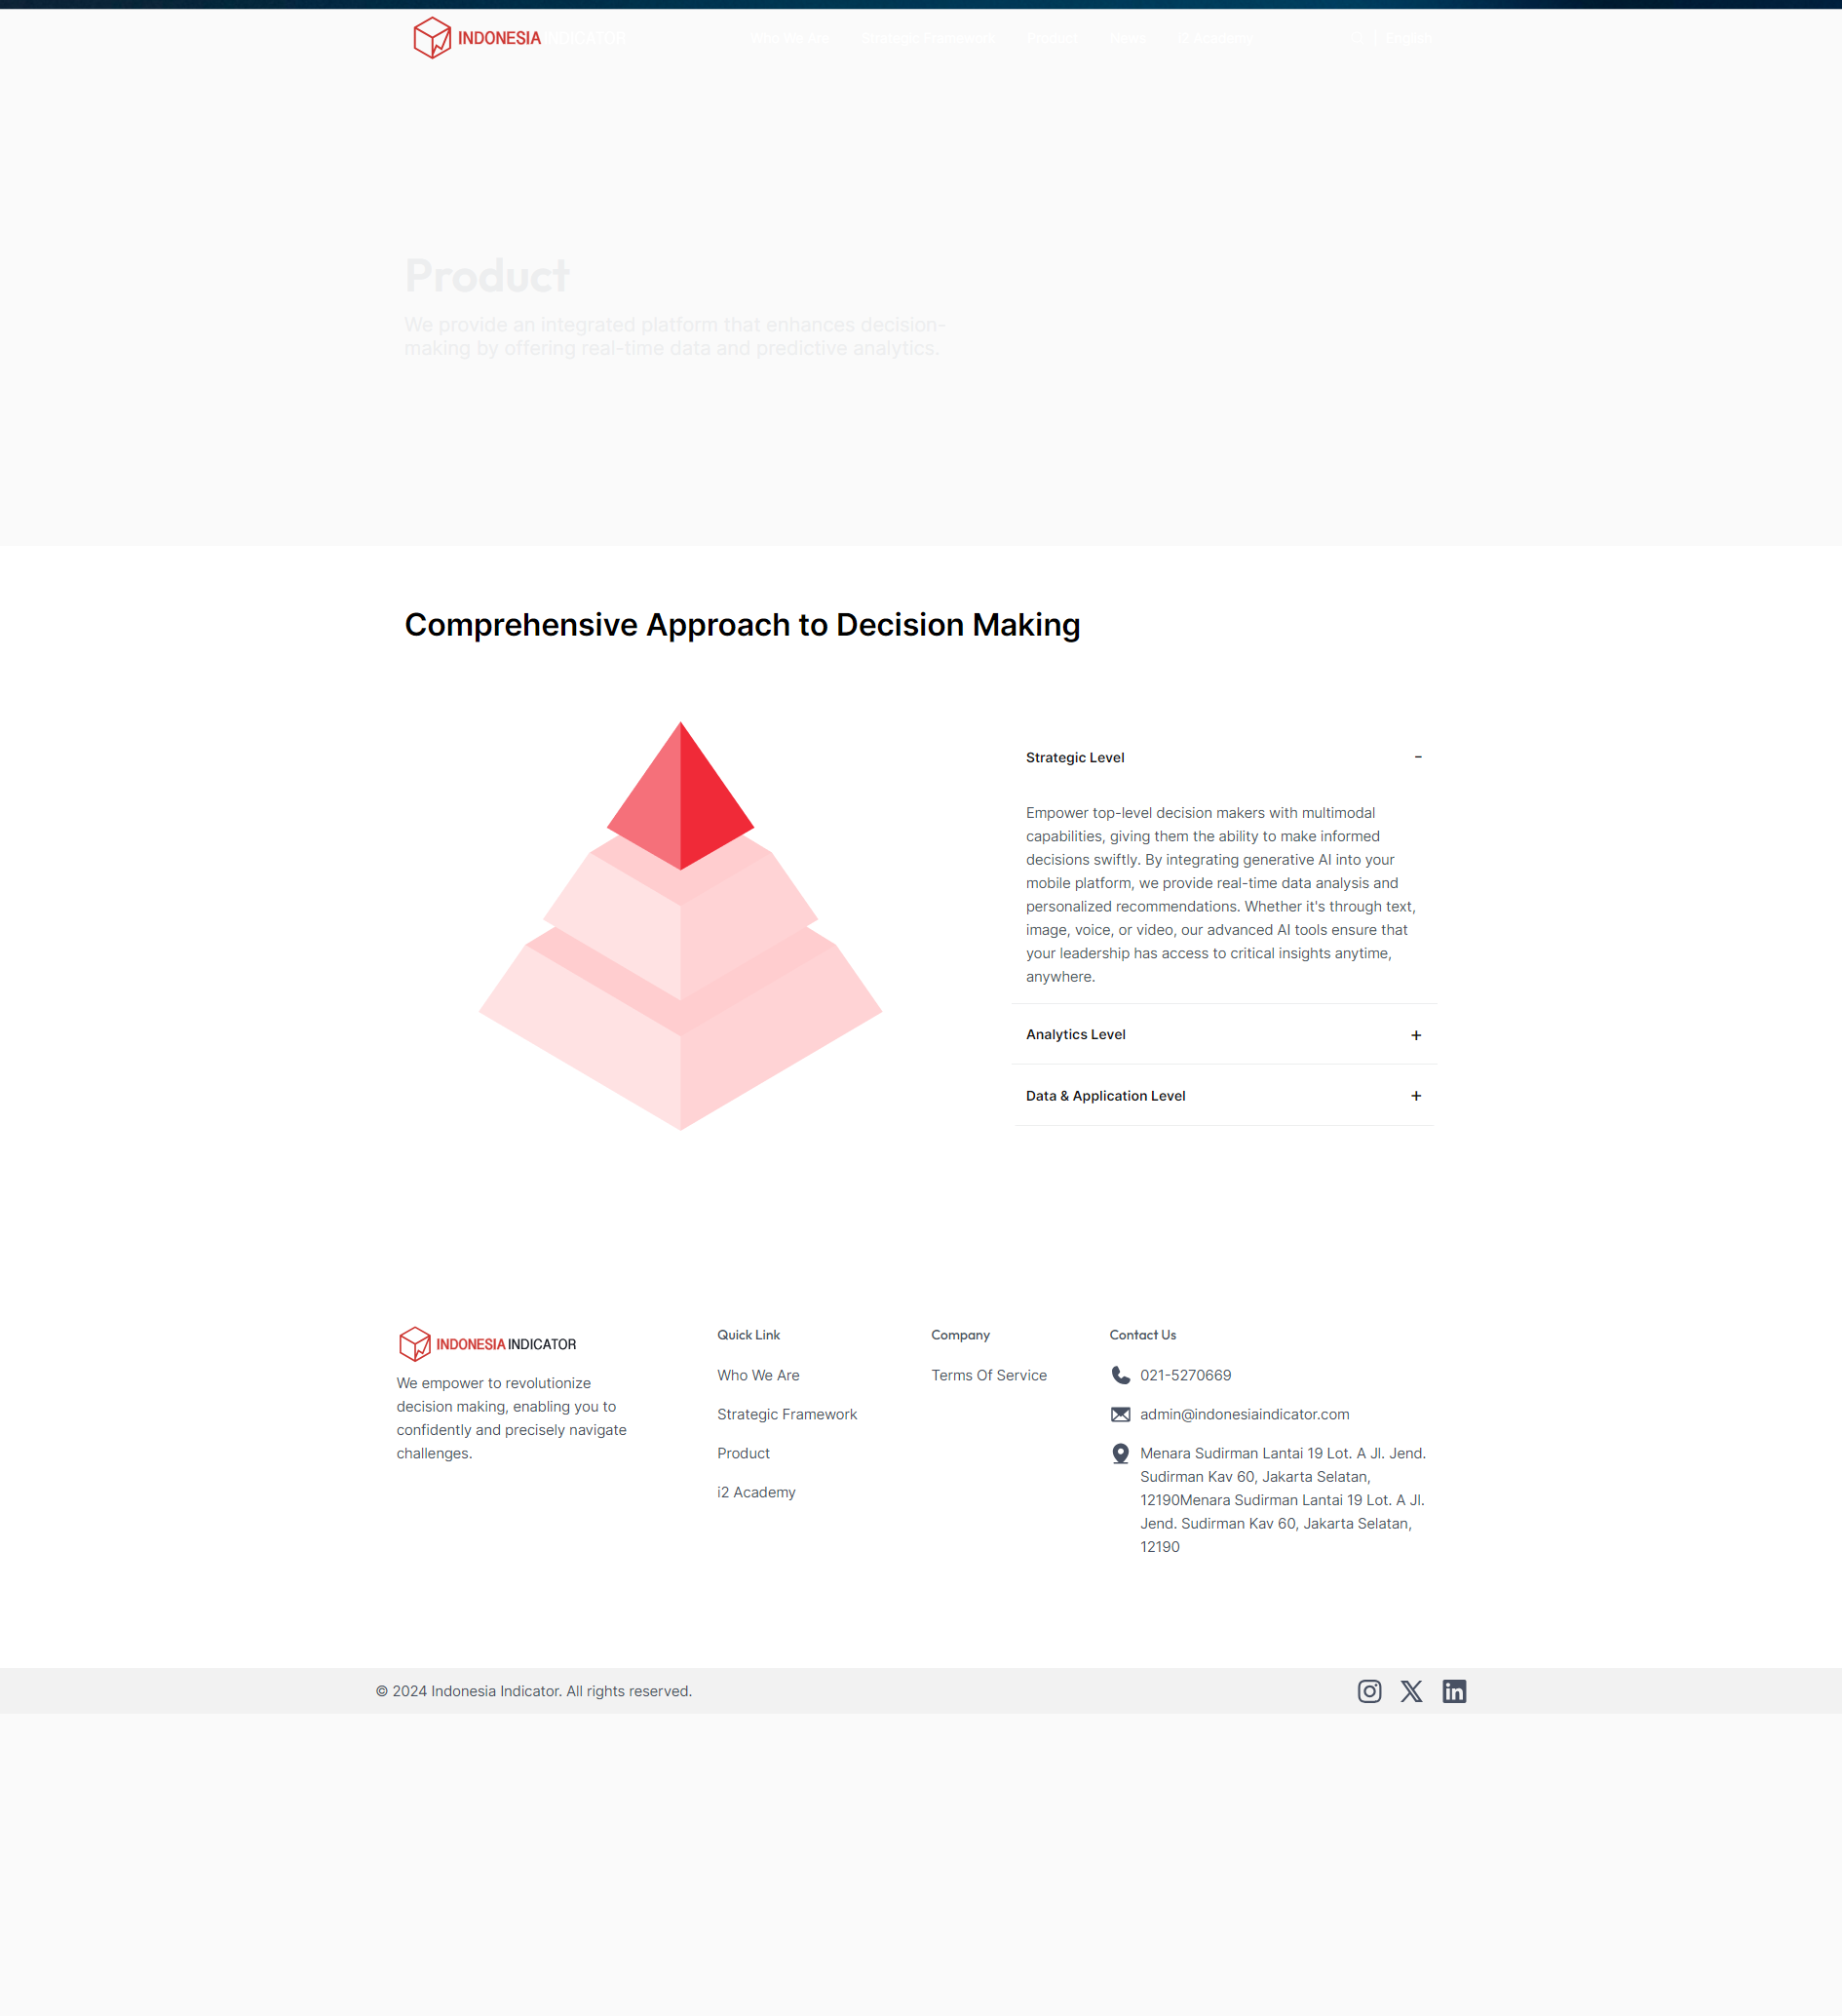 INDONESIA INDICATOR
Who We Are Strategic Framework Product News i2 Academy | English
Product
We provide an integrated platform that enhances decision-
making by offering real-time data and predictive analytics.
Comprehensive Approach to Decision Making
Strategic Level -
Empower top-level decision makers with multimodal
capabilities, giving them the ability to make informed
decisions swiftly. By integrating generative AI into your
mobile platform, we provide real-time data analysis and
personalized recommendations. Whether it's through text,
image, voice, or video, our advanced AI tools ensure that
your leadership has access to critical insights anytime,
anywhere.
Analytics Level +
Data & Application Level +
INDONESIA INDICATOR
We empower to revolutionize
decision making, enabling you to
confidently and precisely navigate
challenges.
Quick Link
Who We Are
Strategic Framework
Product
i2 Academy
Company
Terms Of Service
Contact Us
021-5270669
admin@indonesiaindicator.com
Menara Sudirman Lantai 19 Lot. A Jl. Jend.
Sudirman Kav 60, Jakarta Selatan,
12190Menara Sudirman Lantai 19 Lot. A Jl.
Jend. Sudirman Kav 60, Jakarta Selatan,
12190
© 2024 Indonesia Indicator. All rights reserved.